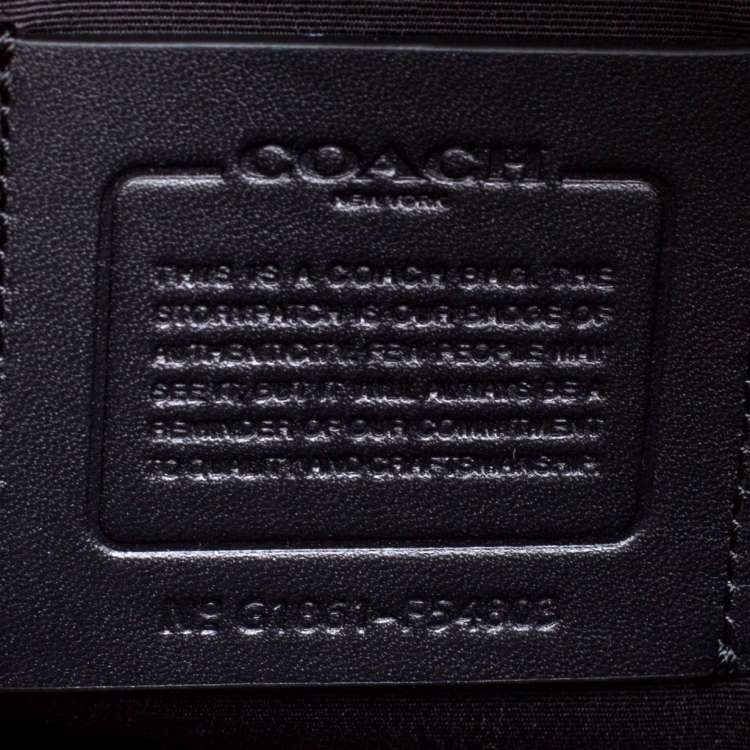 COACH
NEW YORK
THIS IS A COACH BAG. THE
STORYPATCH IS OUR BADGE OF
AUTHENTICITY. FEW PEOPLE MAY
SEE IT, BUT IT WILL ALWAYS BE A
REMINDER OF OUR COMMITMENT
TO QUALITY AND CRAFTSMANSHIP.
Nº